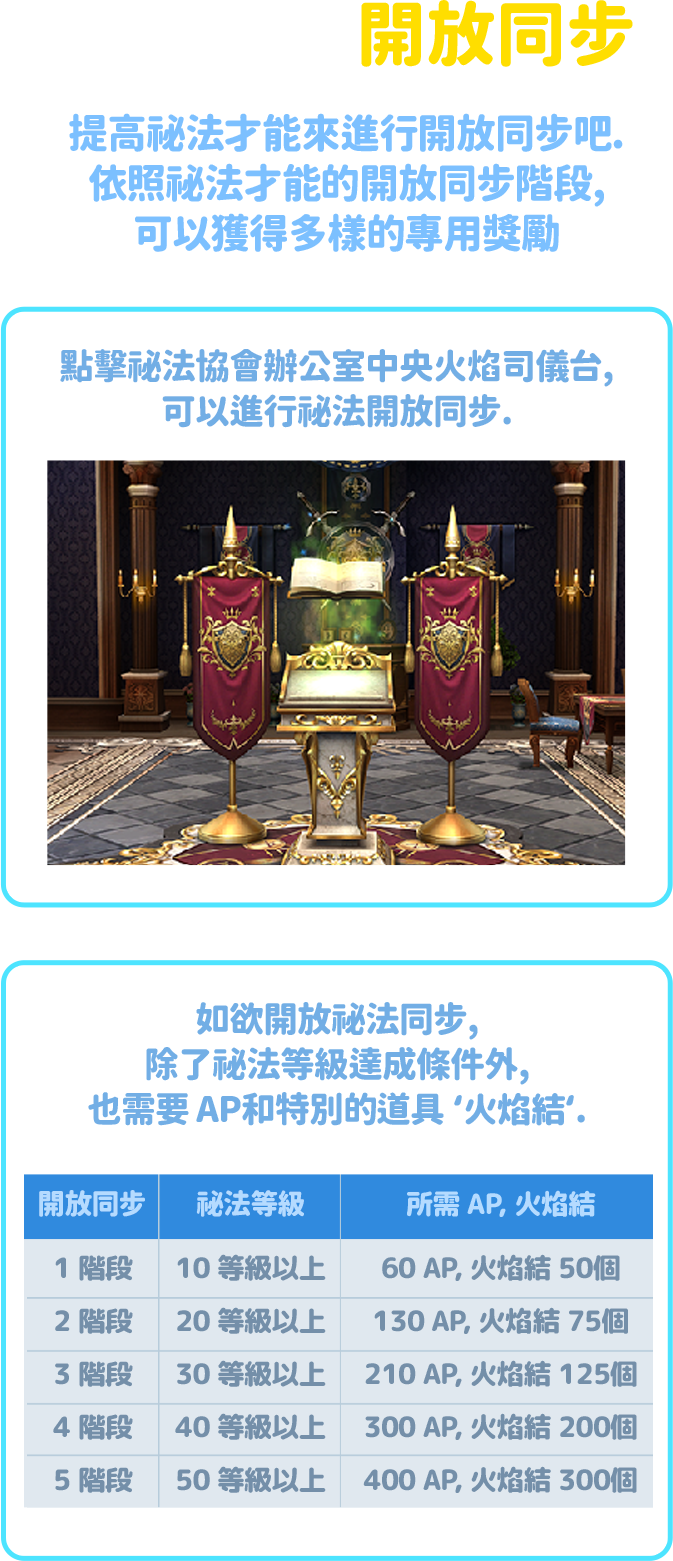 開放同步
提高祕法才能來進行開放同步吧.
依照祕法才能的開放同步階段,
可以獲得多樣的專用獎勵
點擊祕法協會辦公室中央火焰司儀台,
可以進行祕法開放同步.
如欲開放祕法同步,
除了祕法等級達成條件外,
也需要 AP和特別的道具 ‘火焰結‘.
開放同步 祕法等級 所需 AP, 火焰結
1 階段 10 等級以上 60 AP, 火焰結 50個
2 階段 20 等級以上 130 AP, 火焰結 75個
3 階段 30 等級以上 210 AP, 火焰結 125個
4 階段 40 等級以上 300 AP, 火焰結 200個
5 階段 50 等級以上 400 AP, 火焰結 300個